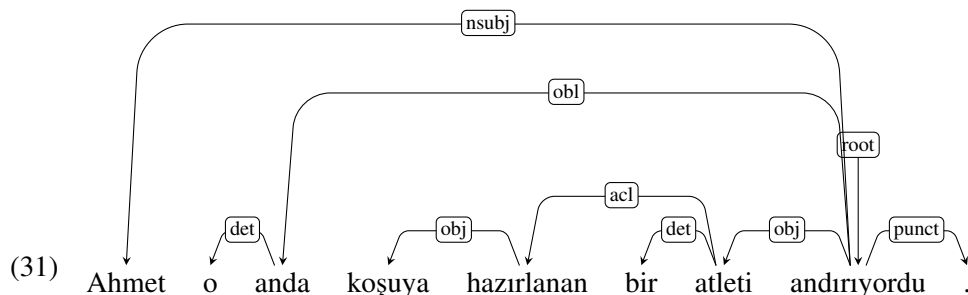 nsubj
obl
root
acl
det obj det obj punct
(31) Ahmet o anda koşuya hazırlanan bir atleti andırıyordu .